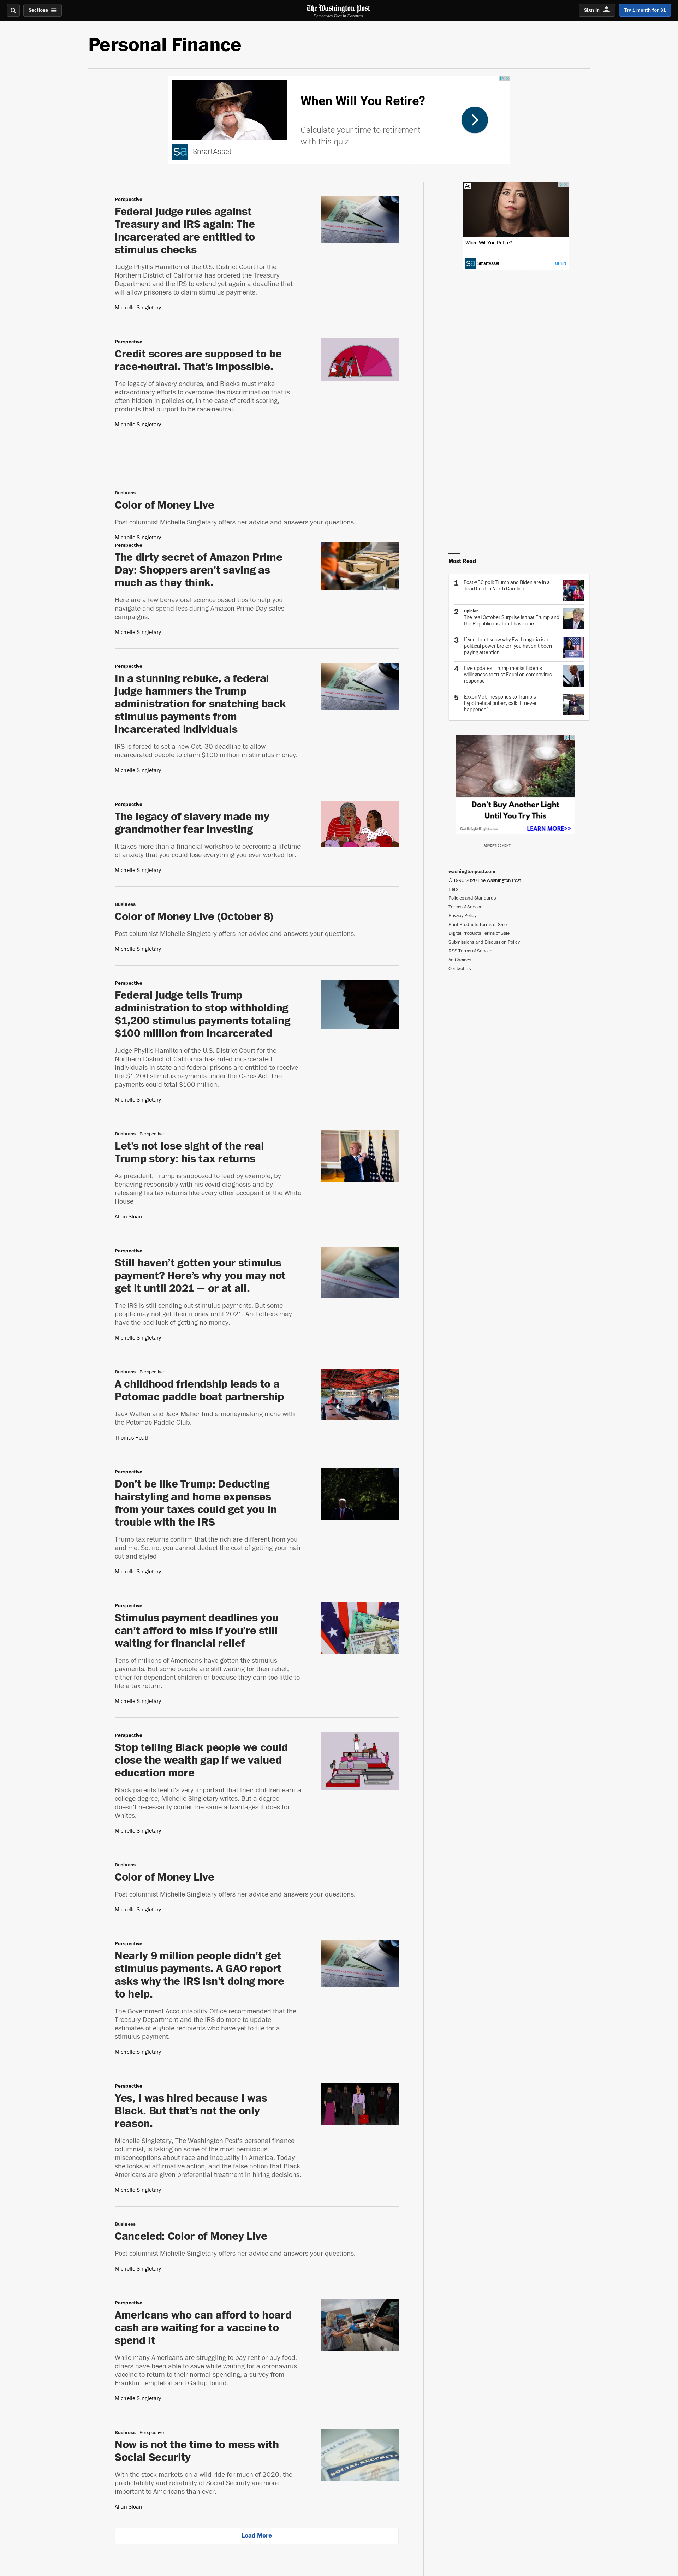 Sections
The Washington Post
Democracy Dies in Darkness
Sign In
Try 1 month for $1
Personal Finance
When Will You Retire?
Calculate your time to retirement
with this quiz
sa
SmartAsset
Perspective
Federal judge rules against
Treasury and IRS again: The
incarcerated are entitled to
stimulus checks
Judge Phyllis Hamilton of the U.S. District Court for the
Northern District of California has ordered the Treasury
Department and the IRS to extend yet again a deadline that
will allow prisoners to claim stimulus payments.
Michelle Singletary
Perspective
Credit scores are supposed to be
race-neutral. That's impossible.
The legacy of slavery endures, and Blacks must make
extraordinary efforts to overcome the discrimination that is
often hidden in policies or, in the case of credit scoring,
products that purport to be race-neutral.
Michelle Singletary
Business
Color of Money Live
Post columnist Michelle Singletary offers her advice and answers your questions.
Michelle Singletary
Perspective
The dirty secret of Amazon Prime
Day: Shoppers aren't saving as
much as they think.
Here are a few behavioral science-based tips to help you
navigate and spend less during Amazon Prime Day sales
campaigns.
Michelle Singletary
Perspective
In a stunning rebuke, a federal
judge hammers the Trump
administration for snatching back
stimulus payments from
incarcerated individuals
IRS is forced to set a new Oct. 30 deadline to allow
incarcerated people to claim $100 million in stimulus money.
Michelle Singletary
Perspective
The legacy of slavery made my
grandmother fear investing
It takes more than a financial workshop to overcome a lifetime
of anxiety that you could lose everything you ever worked for.
Michelle Singletary
Business
Color of Money Live (October 8)
Post columnist Michelle Singletary offers her advice and answers your questions.
Michelle Singletary
Perspective
Federal judge tells Trump
administration to stop withholding
$1,200 stimulus payments totaling
$100 million from incarcerated
Judge Phyllis Hamilton of the U.S. District Court for the
Northern District of California has ruled incarcerated
individuals in state and federal prisons are entitled to receive
the $1,200 stimulus payments under the Cares Act. The
payments could total $100 million.
Michelle Singletary
Business Perspective
Let's not lose sight of the real
Trump story: his tax returns
As president, Trump is supposed to lead by example, by
behaving responsibly with his covid diagnosis and by
releasing his tax returns like every other occupant of the White
House
Allan Sloan
Perspective
Still haven't gotten your stimulus
payment? Here's why you may not
get it until 2021 — or at all.
The IRS is still sending out stimulus payments. But some
people may not get their money until 2021. And others may
have the bad luck of getting no money.
Michelle Singletary
Business Perspective
A childhood friendship leads to a
Potomac paddle boat partnership
Jack Walten and Jack Maher find a moneymaking niche with
the Potomac Paddle Club.
Thomas Heath
Perspective
Don't be like Trump: Deducting
hairstyling and home expenses
from your taxes could get you in
trouble with the IRS
Trump tax returns confirm that the rich are different from you
and me. So, no, you cannot deduct the cost of getting your hair
cut and styled
Michelle Singletary
Perspective
Stimulus payment deadlines you
can't afford to miss if you're still
waiting for financial relief
Tens of millions of Americans have gotten the stimulus
payments. But some people are still waiting for their relief,
either for dependent children or because they earn too little to
file a tax return.
Michelle Singletary
Perspective
Stop telling Black people we could
close the wealth gap if we valued
education more
Black parents feel it's very important that their children earn a
college degree, Michelle Singletary writes. But a degree
doesn't necessarily confer the same advantages it does for
Whites.
Michelle Singletary
Business
Color of Money Live
Post columnist Michelle Singletary offers her advice and answers your questions.
Michelle Singletary
Perspective
Nearly 9 million people didn't get
stimulus payments. A GAO report
asks why the IRS isn't doing more
to help.
The Government Accountability Office recommended that the
Treasury Department and the IRS do more to update
estimates of eligible recipients who have yet to file for a
stimulus payment.
Michelle Singletary
Perspective
Yes, I was hired because I was
Black. But that's not the only
reason.
Michelle Singletary, The Washington Post's personal finance
columnist, is taking on some of the most pernicious
misconceptions about race and inequality in America. Today
she looks at affirmative action, and the false notion that Black
Americans are given preferential treatment in hiring decisions.
Michelle Singletary
Business
Canceled: Color of Money Live
Post columnist Michelle Singletary offers her advice and answers your questions.
Michelle Singletary
Perspective
Americans who can afford to hoard
cash are waiting for a vaccine to
spend it
While many Americans are struggling to pay rent or buy food,
others have been able to save while waiting for a coronavirus
vaccine to return to their normal spending, a survey from
Franklin Templeton and Gallup found.
Michelle Singletary
Business Perspective
Now is not the time to mess with
Social Security
With the stock markets on a wild ride for much of 2020, the
predictability and reliability of Social Security are more
important to Americans than ever.
Allan Sloan
SOCIAL SECURITY
Load More
Ad
When Will You Retire?
sa
SmartAsset
OPEN
Most Read
1 Post-ABC poll: Trump and Biden are in a
dead heat in North Carolina
2 Opinion
The real October Surprise is that Trump and
the Republicans don't have one
3 If you don't know why Eva Longoria is a
political power broker, you haven't been
paying attention
4 Live updates: Trump mocks Biden's
willingness to trust Fauci on coronavirus
response
5 ExxonMobil responds to Trump's
hypothetical bribery call: 'It never
happened'
Don't Buy Another Light
Until You Try This
LEARN MORE>>
ADVERTISEMENT
washingtonpost.com
© 1996-2020 The Washington Post
Help
Policies and Standards
Terms of Service
Privacy Policy
Print Products Terms of Sale
Digital Products Terms of Sale
Submissions and Discussion Policy
RSS Terms of Service
Ad Choices
Contact Us